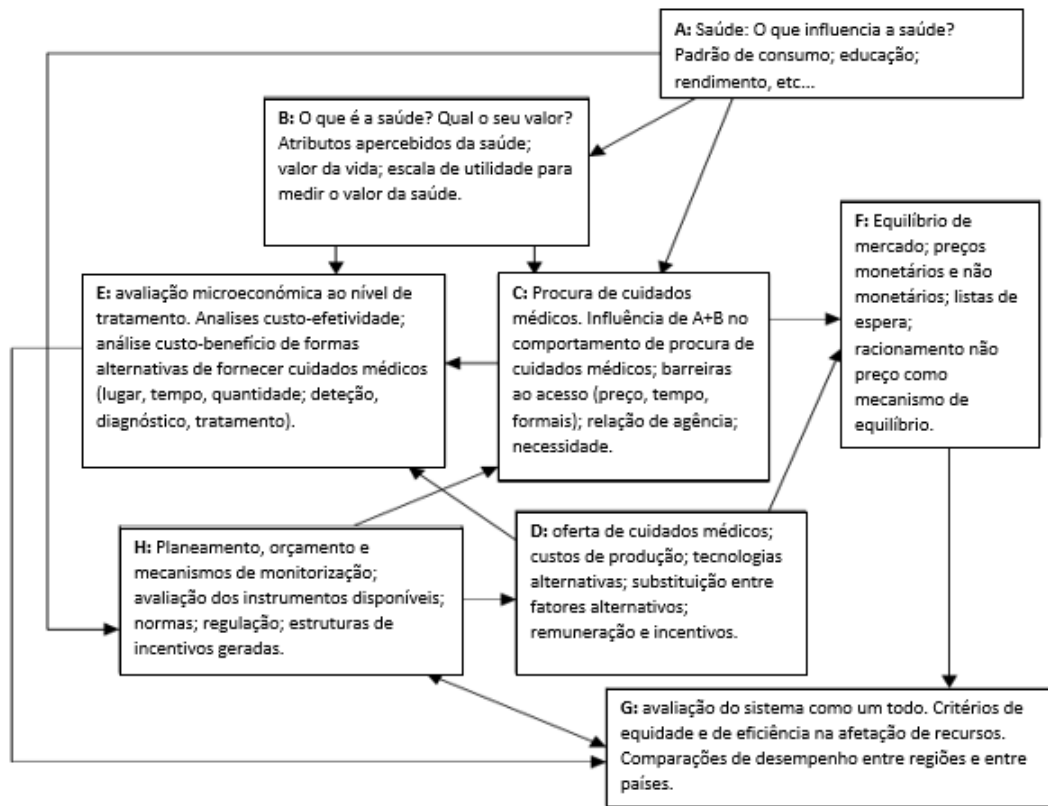 A: Saúde: O que influencia a saúde?
Padrão de consumo; educação;
rendimento, etc...
B: O que é a saúde? Qual o seu valor?
Atributos apercebidos da saúde;
valor da vida; escala de utilidade para
medir o valor da saúde.
F: Equilíbrio de
mercado; preços
monetários e não
monetários; listas de
espera;
racionamento não
preço como
mecanismo de
equilíbrio.
E: avaliação microeconómica ao nível de
tratamento. Analises custo-efetividade;
análise custo-benefício de formas
alternativas de fornecer cuidados médicos
(lugar, tempo, quantidade; deteção,
diagnóstico, tratamento).
C: Procura de cuidados
médicos. Influência de A+B no
comportamento de procura de
cuidados médicos; barreiras
ao acesso (preço, tempo,
formais); relação de agência;
necessidade.
H: Planeamento, orçamento e
mecanismos de monitorização;
avaliação dos instrumentos disponíveis;
normas; regulação; estruturas de
incentivos geradas.
D: oferta de cuidados médicos;
custos de produção; tecnologias
alternativas; substituição entre
fatores alternativos;
remuneração e incentivos.
G: avaliação do sistema como um todo. Critérios de
equidade e de eficiência na afetação de recursos.
Comparações de desempenho entre regiões e entre
países.